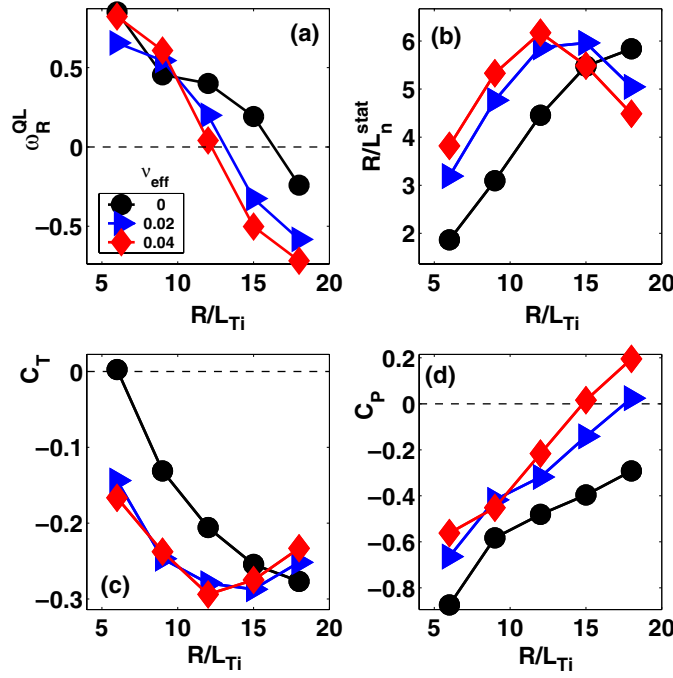 (a)
ω_R^QL
0.5
0
−0.5
ν_eff
0
0.02
0.04
5 10 15 20
R/L_Ti
(b)
R/L_n^stat
6
5
4
3
2
5 10 15 20
R/L_Ti
C_T
0
−0.1
−0.2
−0.3
(c)
5 10 15 20
R/L_Ti
(d)
C_P
0.2
0
−0.2
−0.4
−0.6
−0.8
5 10 15 20
R/L_Ti